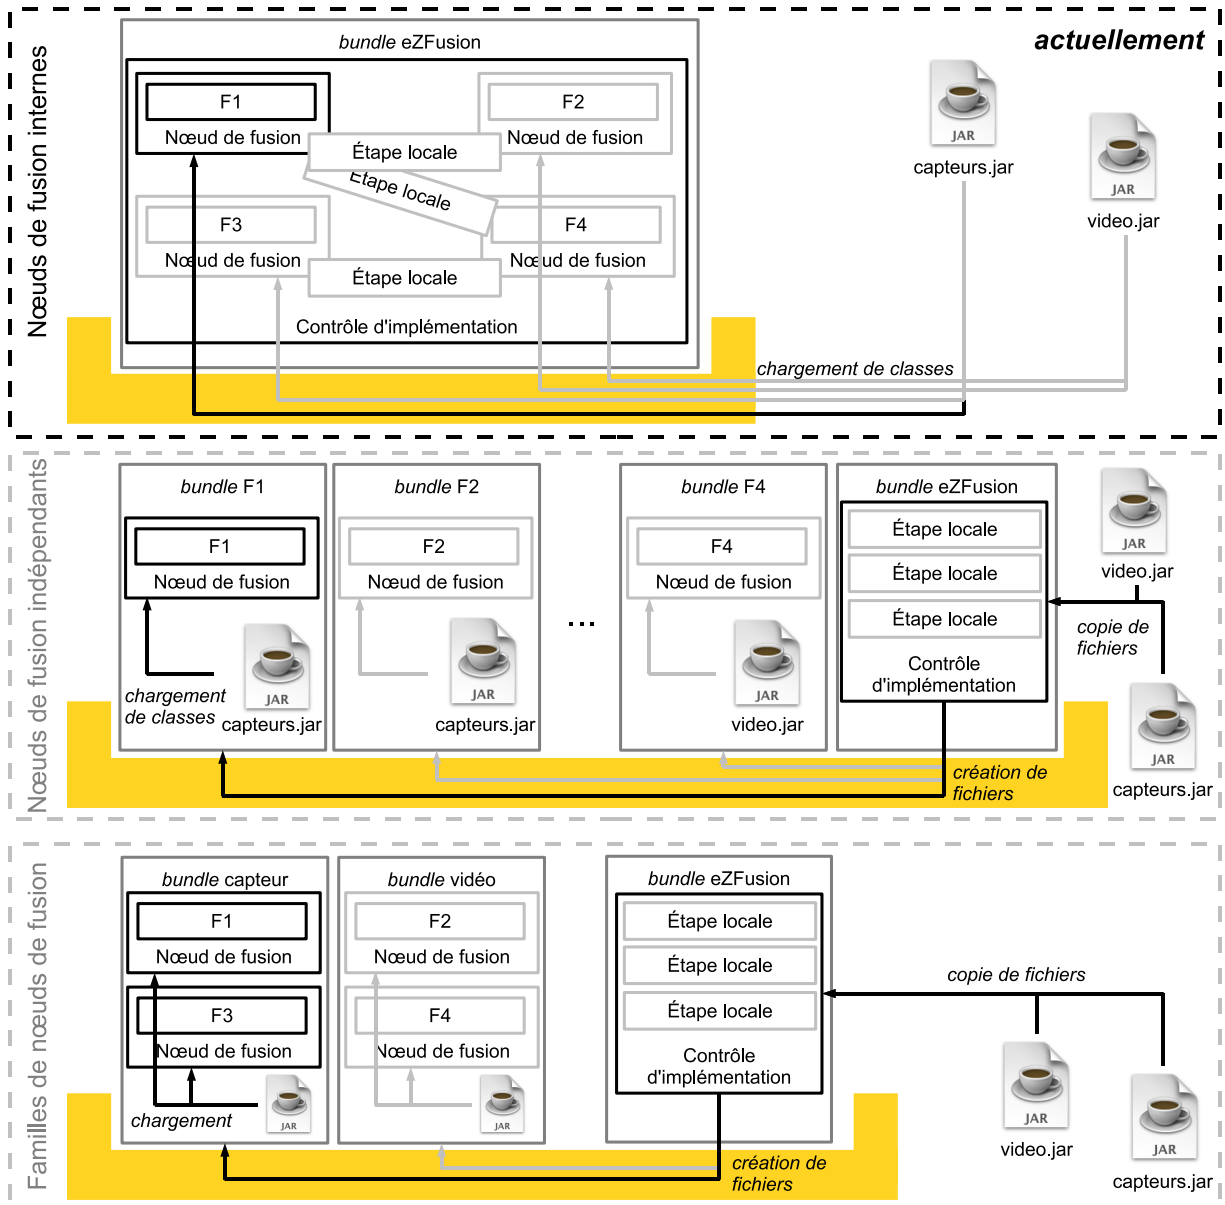 Nœuds de fusion internes
bundle eZFusion
actuellement
F1
Nœud de fusion
F2
Nœud de fusion
Étape locale
Étape locale
F3
Nœud de fusion
F4
Nœud de fusion
Étape locale
Contrôle d'implémentation
JAR
capteurs.jar
JAR
video.jar
chargement de classes
Nœuds de fusion indépendants
bundle F1
F1
Nœud de fusion
chargement
de classes
JAR
capteurs.jar
bundle F2
F2
Nœud de fusion
JAR
capteurs.jar
...
bundle F4
F4
Nœud de fusion
JAR
video.jar
bundle eZFusion
Étape locale
Étape locale
Étape locale
Contrôle
d'implémentation
JAR
video.jar
copie de
fichiers
JAR
capteurs.jar
création de
fichiers
Familles de nœuds de fusion
bundle capteur
F1
Nœud de fusion
F3
Nœud de fusion
chargement
JAR
bundle vidéo
F2
Nœud de fusion
F4
Nœud de fusion
JAR
bundle eZFusion
Étape locale
Étape locale
Étape locale
Contrôle
d'implémentation
copie de fichiers
JAR
video.jar
JAR
capteurs.jar
création de
fichiers